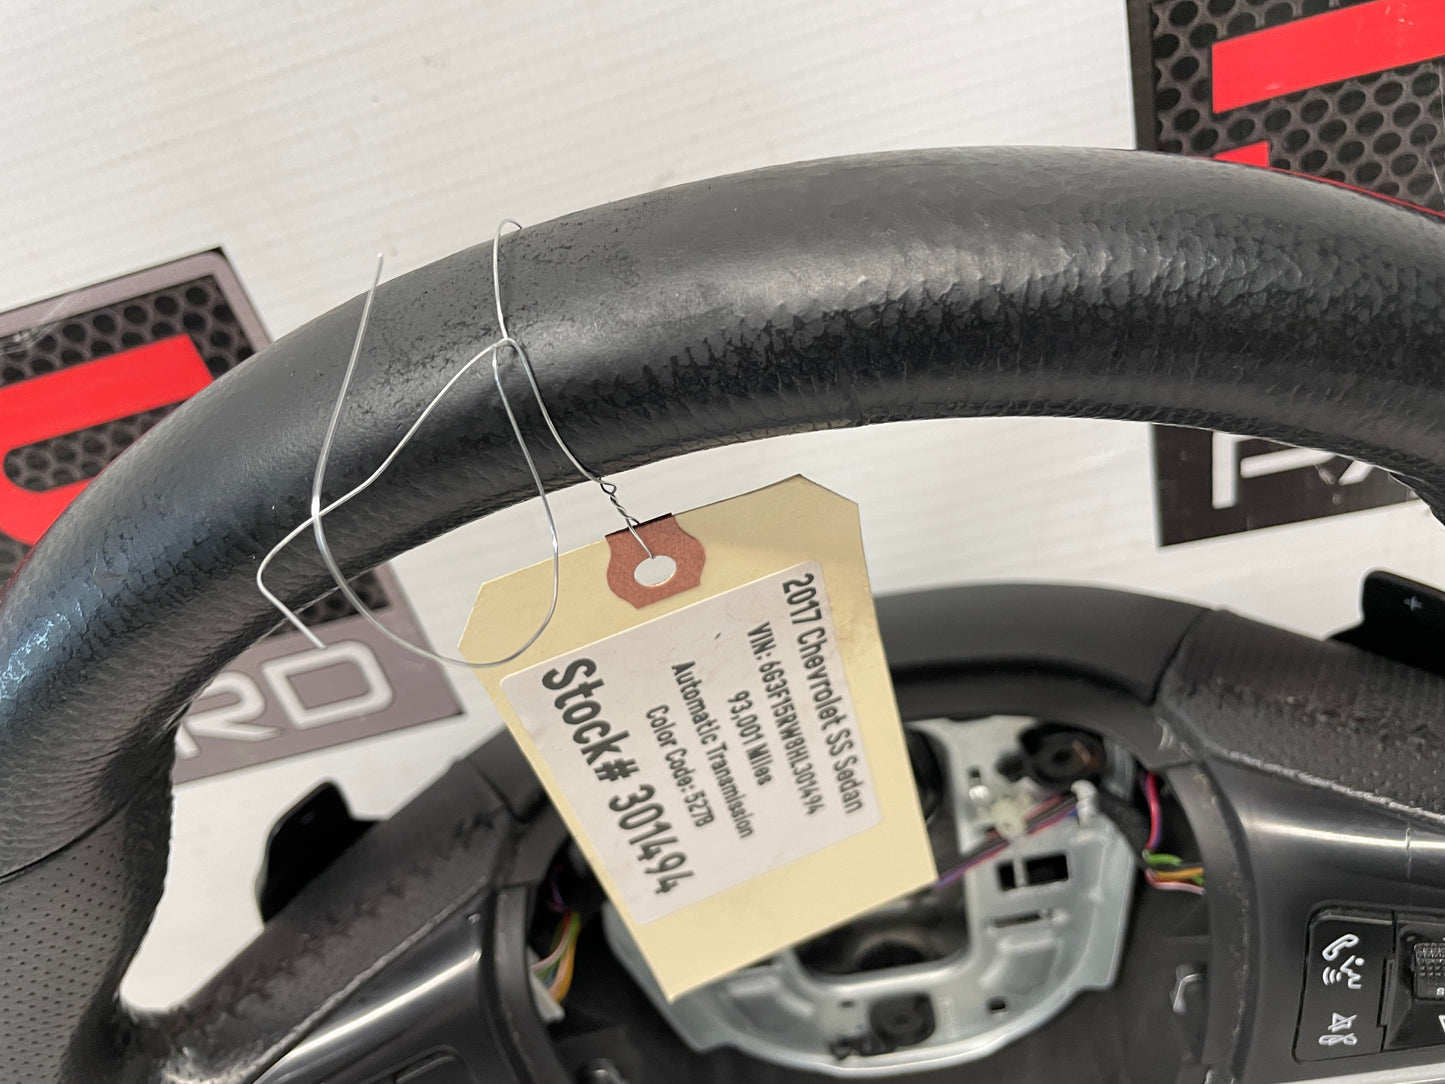 2017 Chevrolet SS Sedan
VIN: 6G3F15RW8HL301494
93,001 Miles
Automatic Transmission
Color Code: 527B
Stock# 301494
RD
+